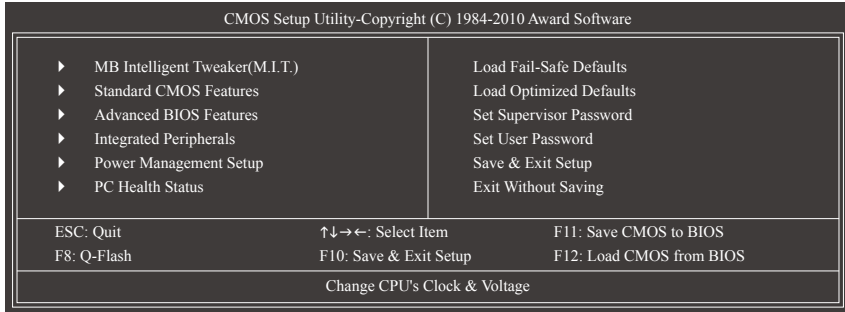 CMOS Setup Utility-Copyright (C) 1984-2010 Award Software
MB Intelligent Tweaker(M.I.T.)
Standard CMOS Features
Advanced BIOS Features
Integrated Peripherals
Power Management Setup
PC Health Status
Load Fail-Safe Defaults
Load Optimized Defaults
Set Supervisor Password
Set User Password
Save & Exit Setup
Exit Without Saving
ESC: Quit ↑↓→←: Select Item F11: Save CMOS to BIOS
F8: Q-Flash F10: Save & Exit Setup F12: Load CMOS from BIOS
Change CPU's Clock & Voltage